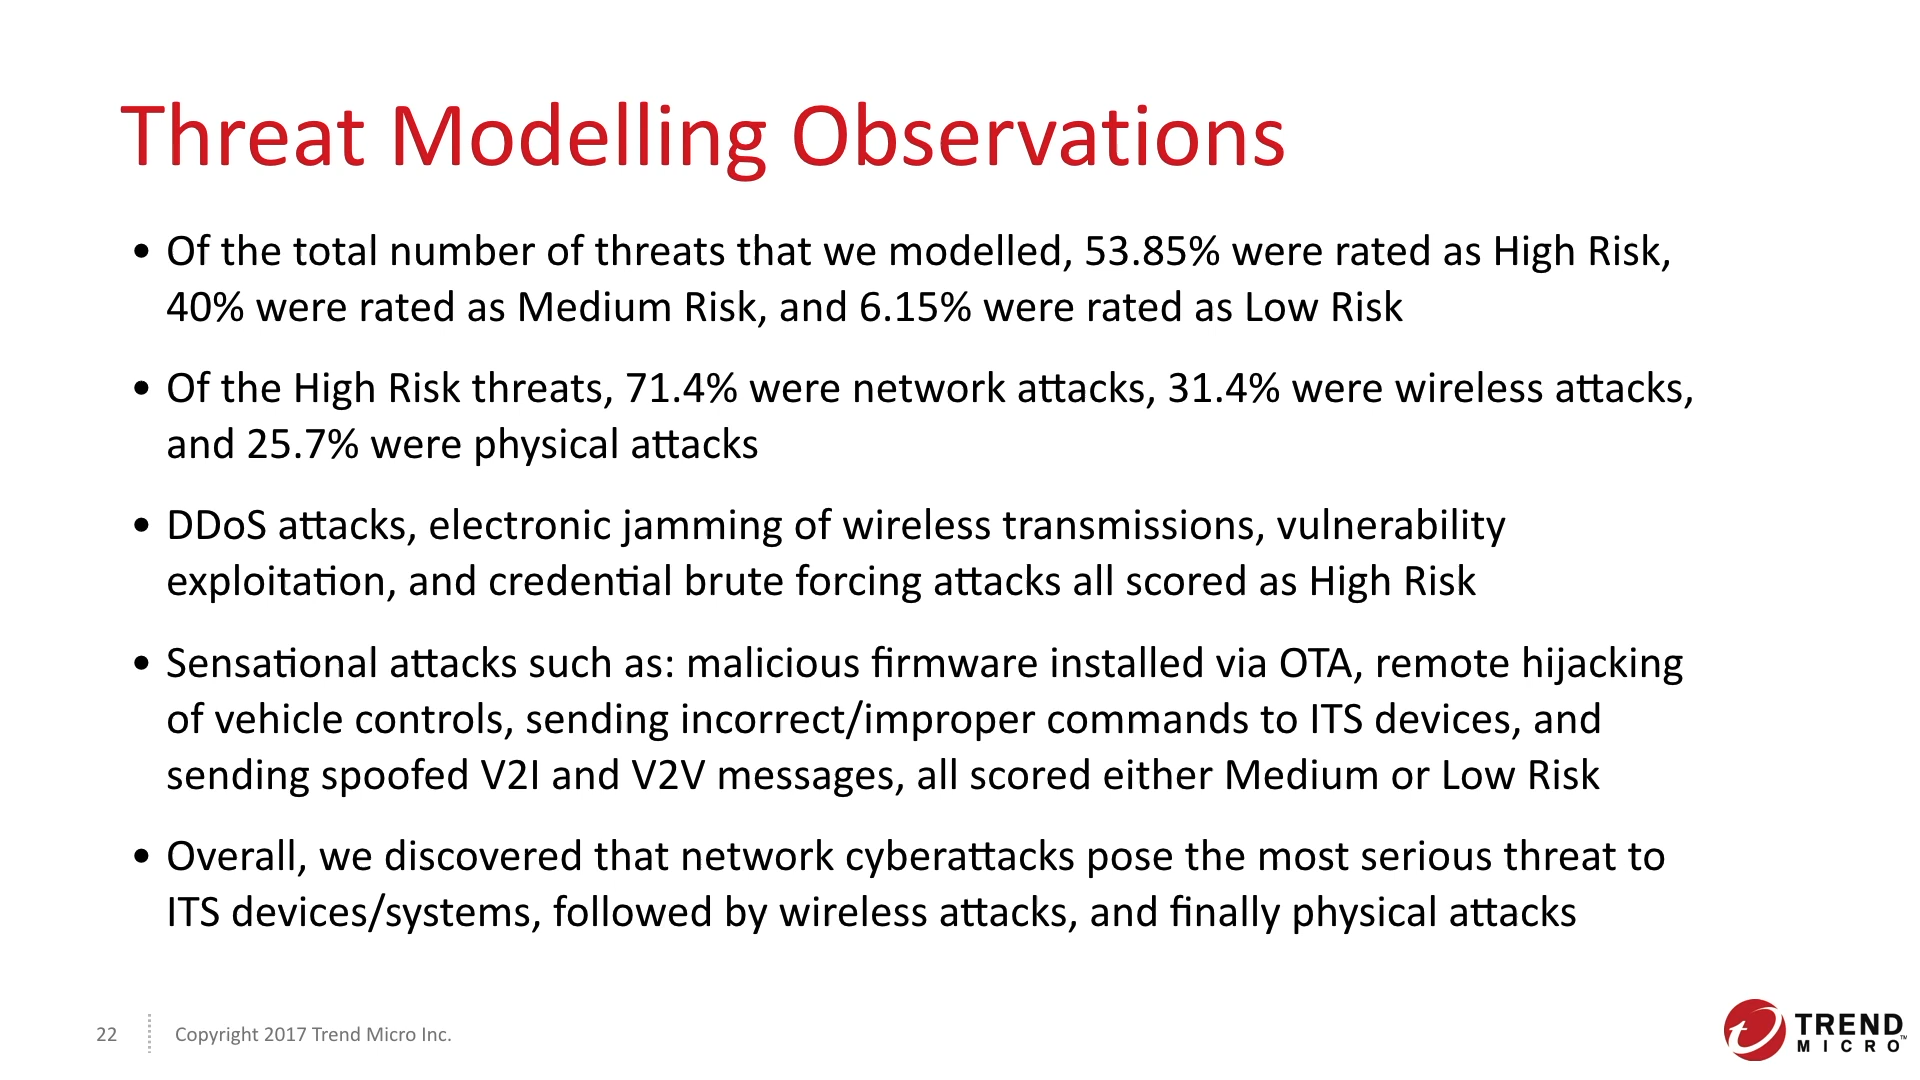 Threat Modelling Observations
• Of the total number of threats that we modelled, 53.85% were rated as High Risk,
40% were rated as Medium Risk, and 6.15% were rated as Low Risk
• Of the High Risk threats, 71.4% were network attacks, 31.4% were wireless attacks,
and 25.7% were physical attacks
• DDoS attacks, electronic jamming of wireless transmissions, vulnerability
exploitation, and credential brute forcing attacks all scored as High Risk
• Sensational attacks such as: malicious firmware installed via OTA, remote hijacking
of vehicle controls, sending incorrect/improper commands to ITS devices, and
sending spoofed V2I and V2V messages, all scored either Medium or Low Risk
• Overall, we discovered that network cyberattacks pose the most serious threat to
ITS devices/systems, followed by wireless attacks, and finally physical attacks
22
Copyright 2017 Trend Micro Inc.
TREND
MICRO™